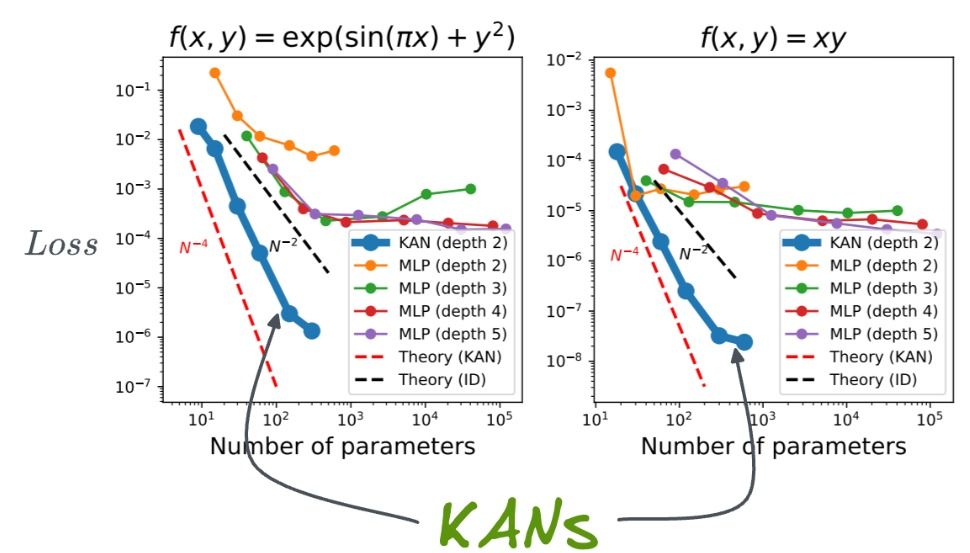 f(x, y) = exp(sin(πx) + y²)
10⁻¹
10⁻²
10⁻³
10⁻⁴
10⁻⁵
10⁻⁶
10⁻⁷
Loss
N⁻⁴
N⁻²
KAN (depth 2)
MLP (depth 2)
MLP (depth 3)
MLP (depth 4)
MLP (depth 5)
Theory (KAN)
Theory (ID)
10¹ 10² 10³ 10⁴ 10⁵
Number of parameters
f(x, y) = xy
10⁻²
10⁻³
10⁻⁴
10⁻⁵
10⁻⁶
10⁻⁷
10⁻⁸
N⁻⁴
N⁻²
KAN (depth 2)
MLP (depth 2)
MLP (depth 3)
MLP (depth 4)
MLP (depth 5)
Theory (KAN)
Theory (ID)
10¹ 10² 10³ 10⁴ 10⁵
Number of parameters
KANs